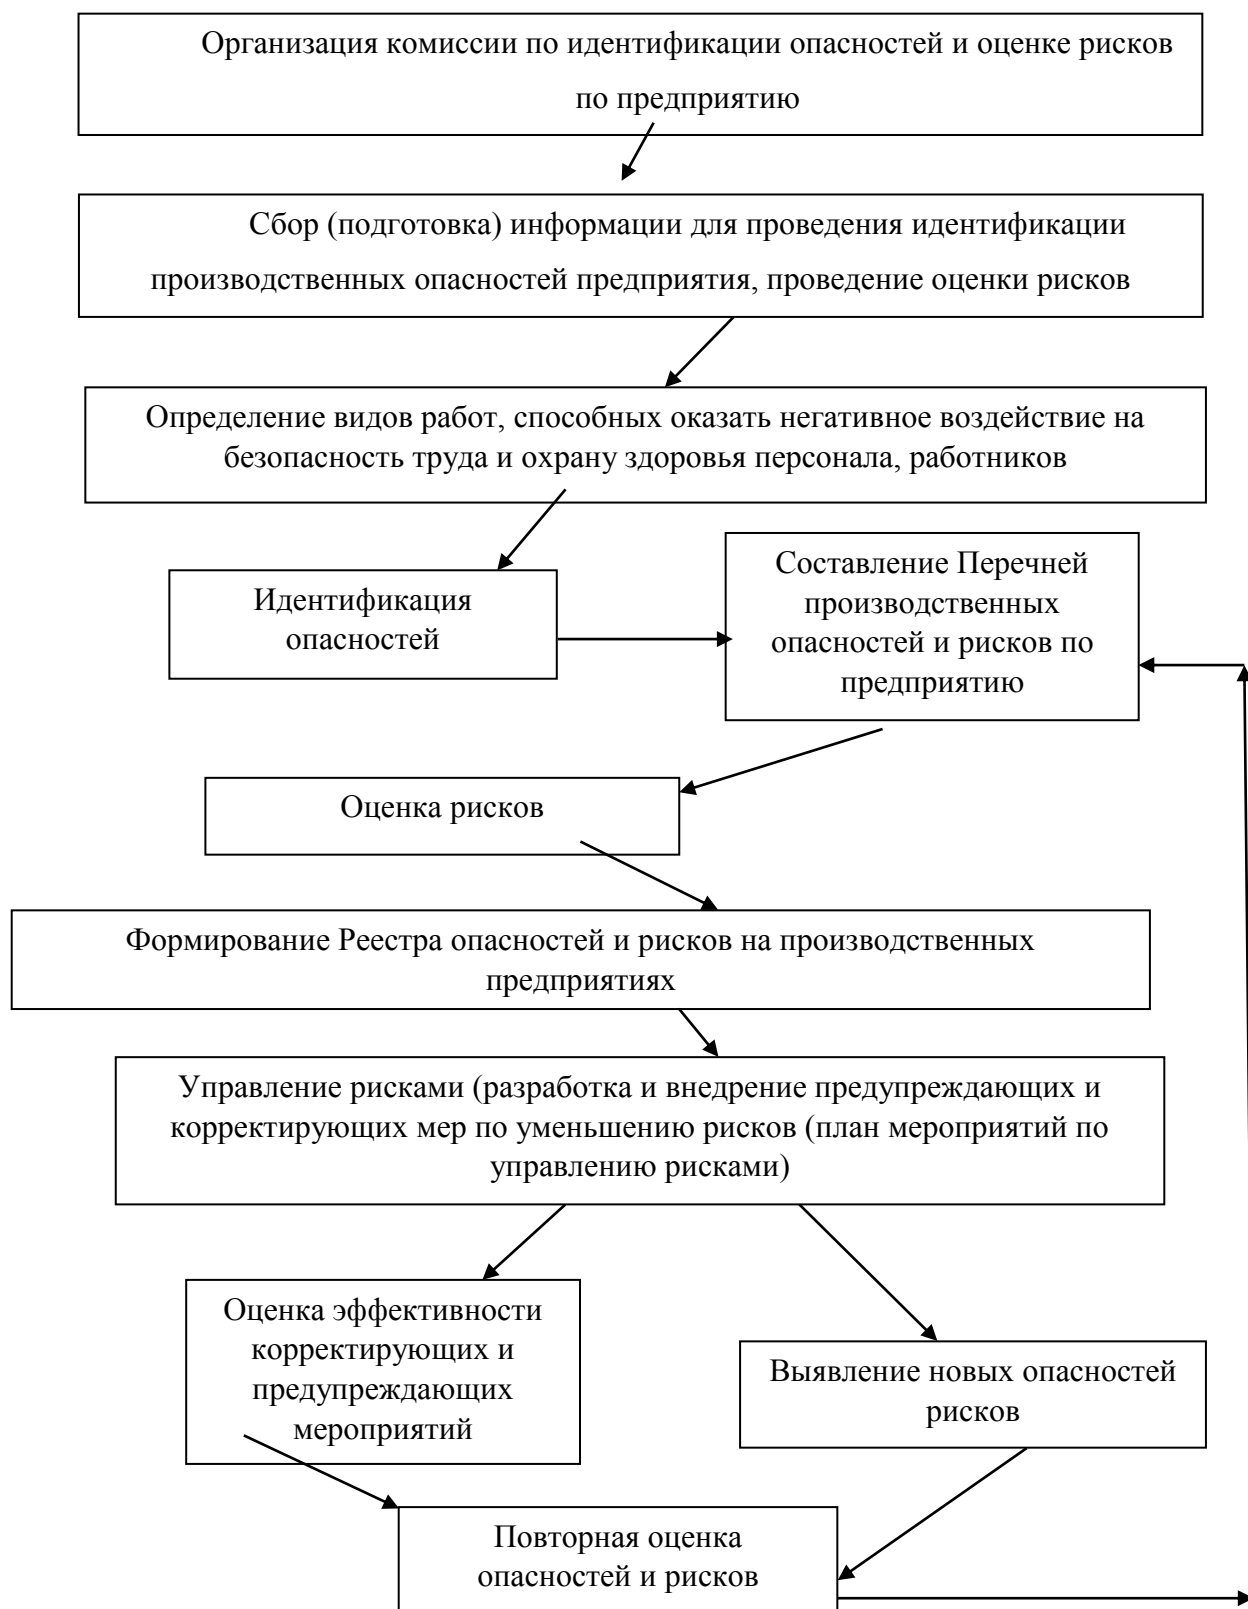 Организация комиссии по идентификации опасностей и оценке рисков
по предприятию
Сбор (подготовка) информации для проведения идентификации
производственных опасностей предприятия, проведение оценки рисков
Определение видов работ, способных оказать негативное воздействие на
безопасность труда и охрану здоровья персонала, работников
Идентификация
опасностей
Составление Перечней
производственных
опасностей и рисков по
предприятию
Оценка рисков
Формирование Реестра опасностей и рисков на производственных
предприятиях
Управление рисками (разработка и внедрение предупреждающих и
корректирующих мер по уменьшению рисков (план мероприятий по
управлению рисками)
Оценка эффективности
корректирующих и
предупреждающих
мероприятий
Выявление новых опасностей
рисков
Повторная оценка
опасностей и рисков